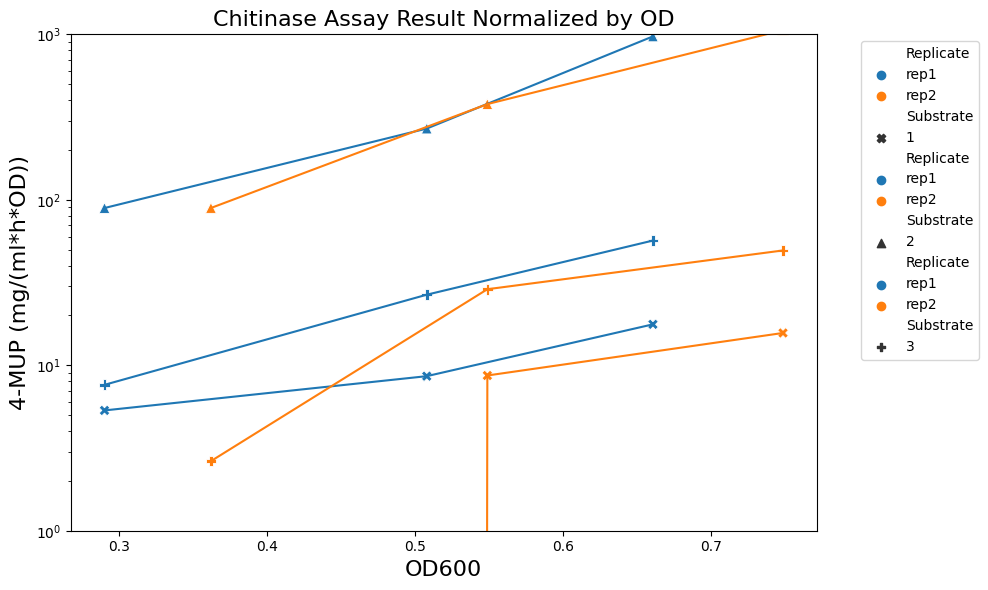 Chitinase Assay Result Normalized by OD
10³
10²
10¹
10⁰
4-MUP (mg/(ml*h*OD))
0.3
0.4
0.5
0.6
0.7
OD600
Replicate
rep1
rep2
Substrate
1
Replicate
rep1
rep2
Substrate
2
Replicate
rep1
rep2
Substrate
3